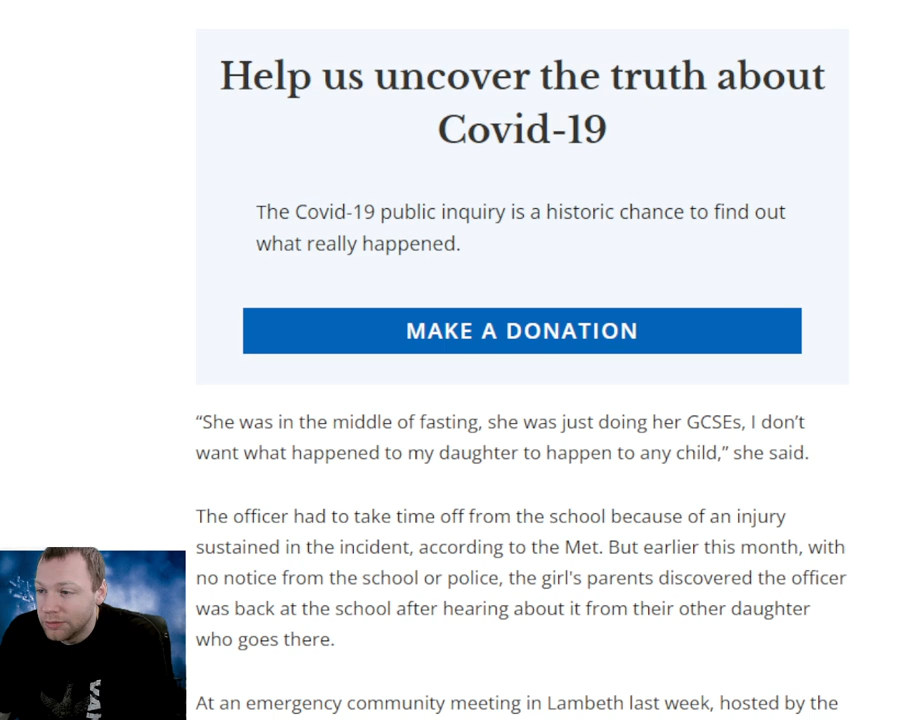 Help us uncover the truth about
Covid-19
The Covid-19 public inquiry is a historic chance to find out
what really happened.
MAKE A DONATION
“She was in the middle of fasting, she was just doing her GCSEs, I don’t
want what happened to my daughter to happen to any child,” she said.
The officer had to take time off from the school because of an injury
sustained in the incident, according to the Met. But earlier this month, with
no notice from the school or police, the girl's parents discovered the officer
was back at the school after hearing about it from their other daughter
who goes there.
At an emergency community meeting in Lambeth last week, hosted by the